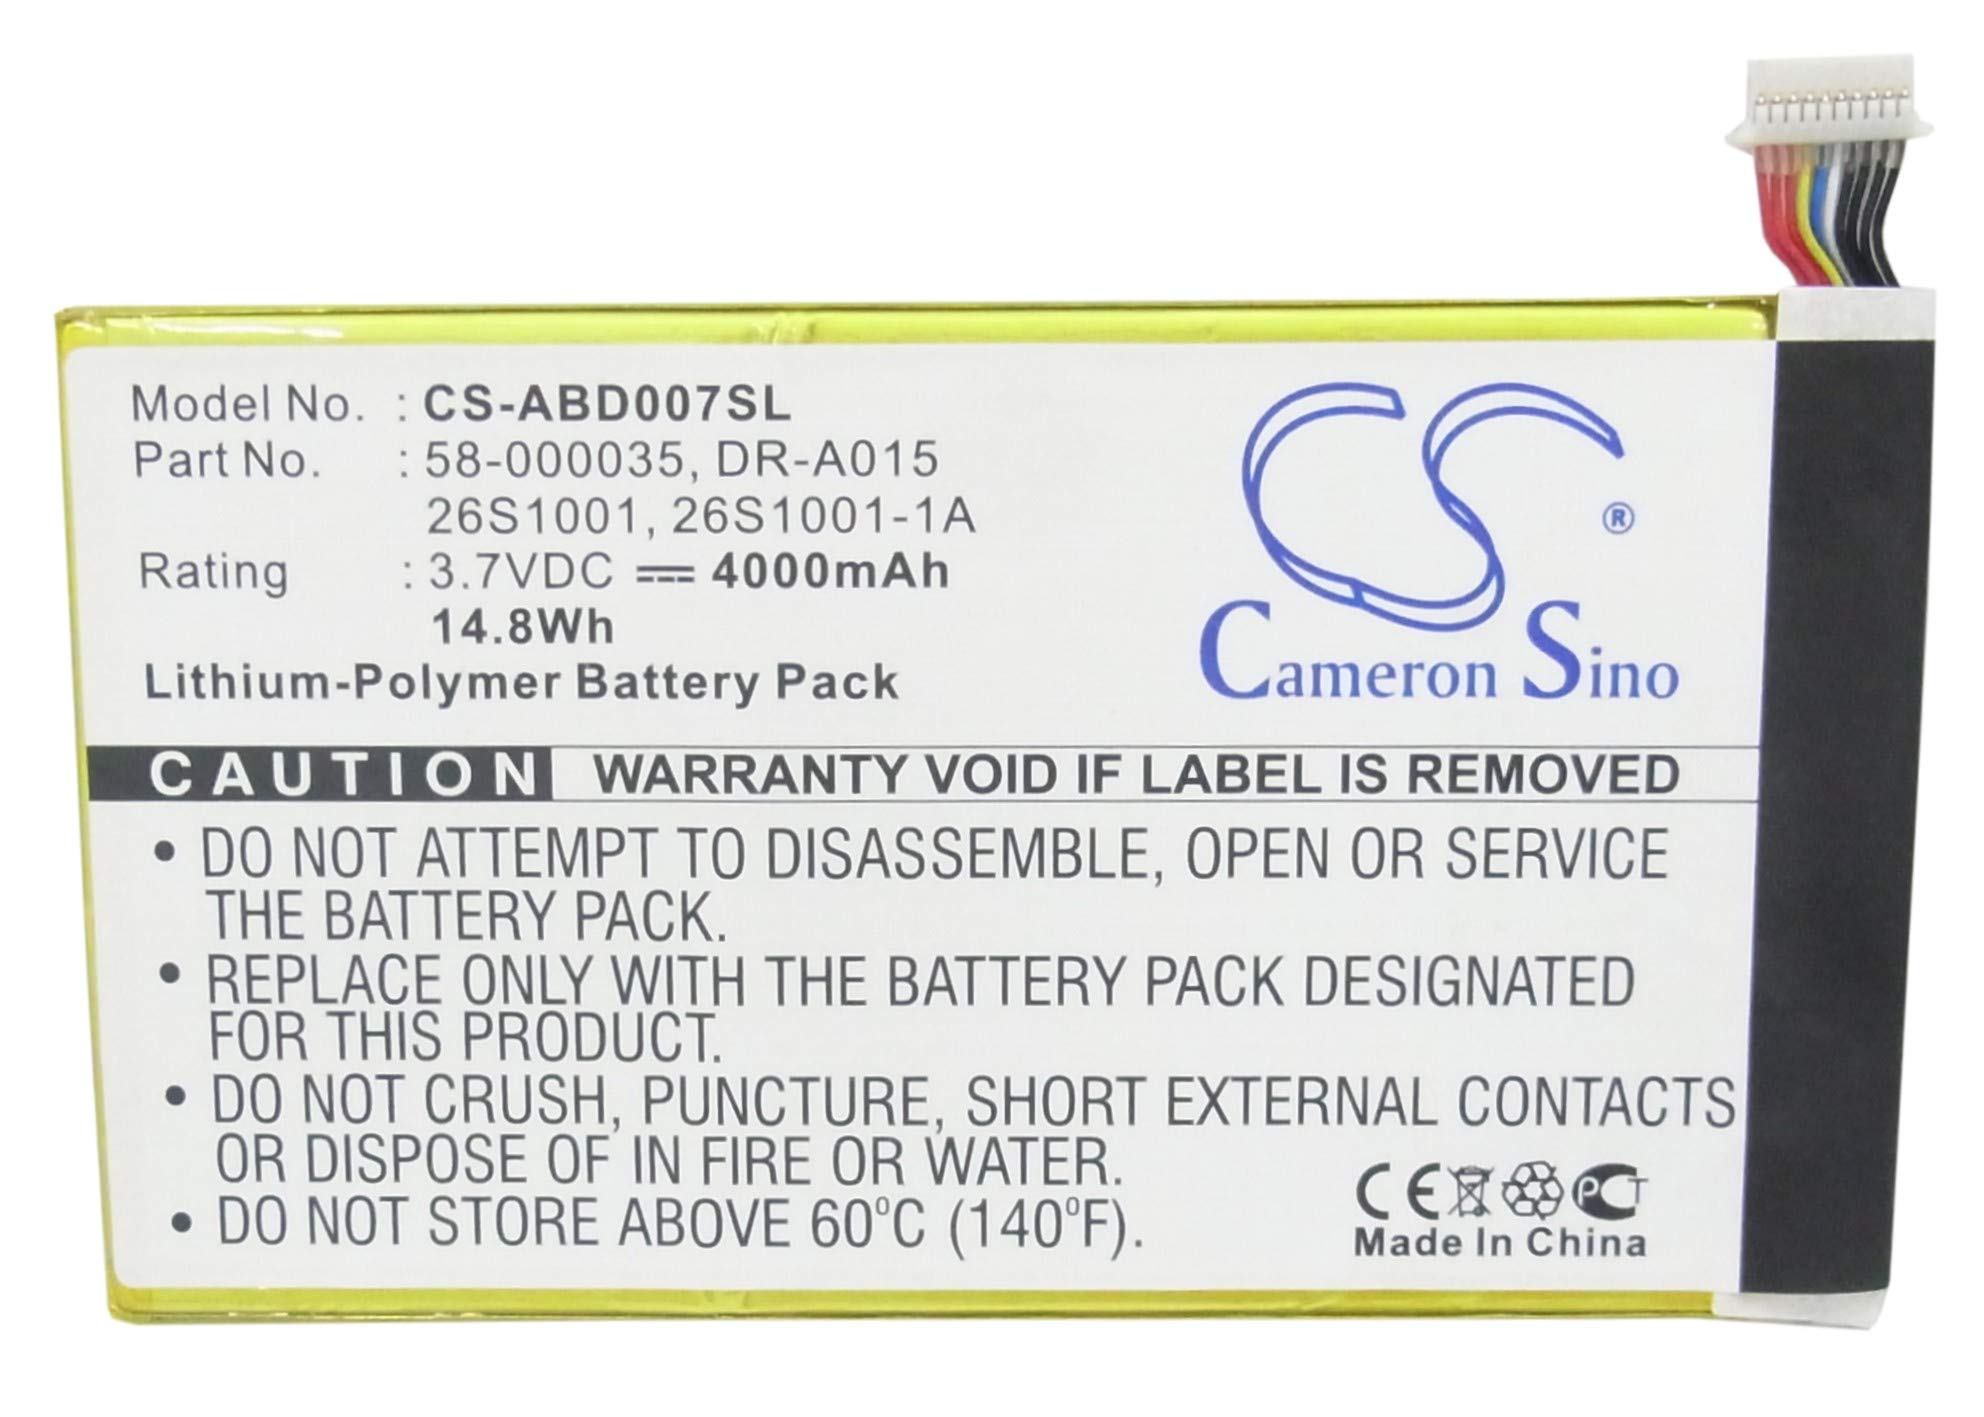 Model No. : CS-ABD007SL
Part No. : 58-000035, DR-A015
26S1001, 26S1001-1A
Rating : 3.7VDC ⎓ 4000mAh
14.8Wh
Lithium-Polymer Battery Pack
CS ®
Cameron Sino
CAUTION WARRANTY VOID IF LABEL IS REMOVED
• DO NOT ATTEMPT TO DISASSEMBLE, OPEN OR SERVICE
THE BATTERY PACK.
• REPLACE ONLY WITH THE BATTERY PACK DESIGNATED
FOR THIS PRODUCT.
• DO NOT CRUSH, PUNCTURE, SHORT EXTERNAL CONTACTS
OR DISPOSE OF IN FIRE OR WATER.
• DO NOT STORE ABOVE 60°C (140°F).
CE PCT
Made In China